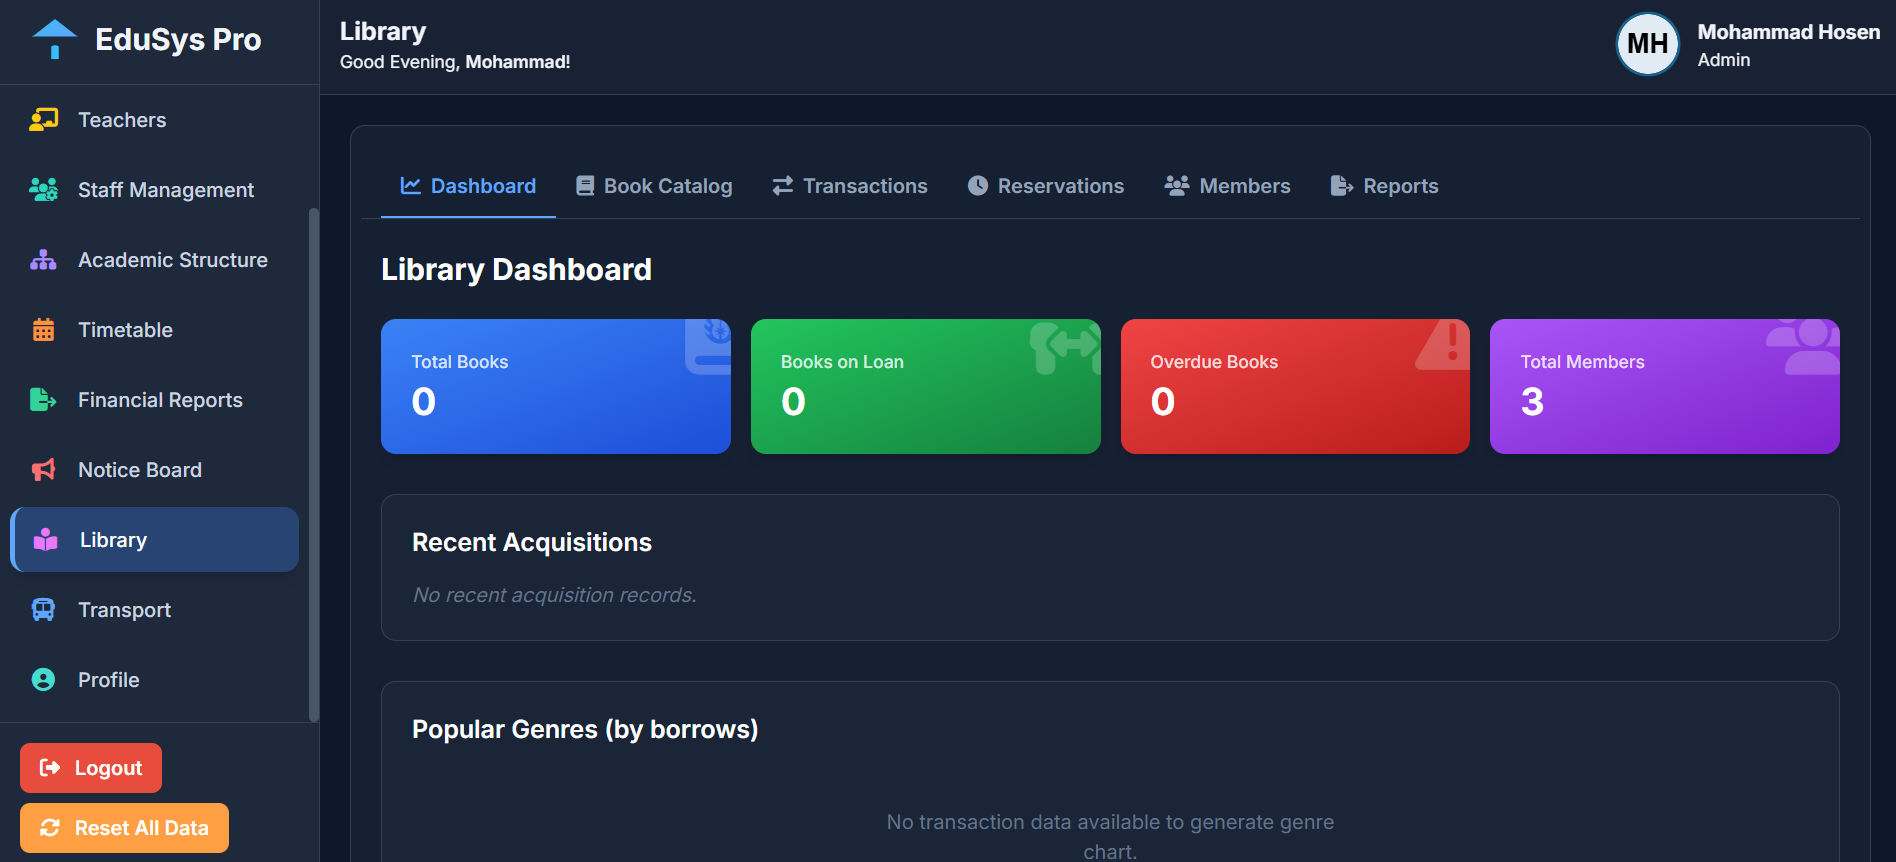 EduSys Pro
Teachers
Staff Management
Academic Structure
Timetable
Financial Reports
Notice Board
Library
Transport
Profile
Logout
Reset All Data
Library
Good Evening, Mohammad!
MH
Mohammad Hosen
Admin
Dashboard
Book Catalog
Transactions
Reservations
Members
Reports
Library Dashboard
Total Books
0
Books on Loan
0
Overdue Books
0
Total Members
3
Recent Acquisitions
No recent acquisition records.
Popular Genres (by borrows)
No transaction data available to generate genre
chart.